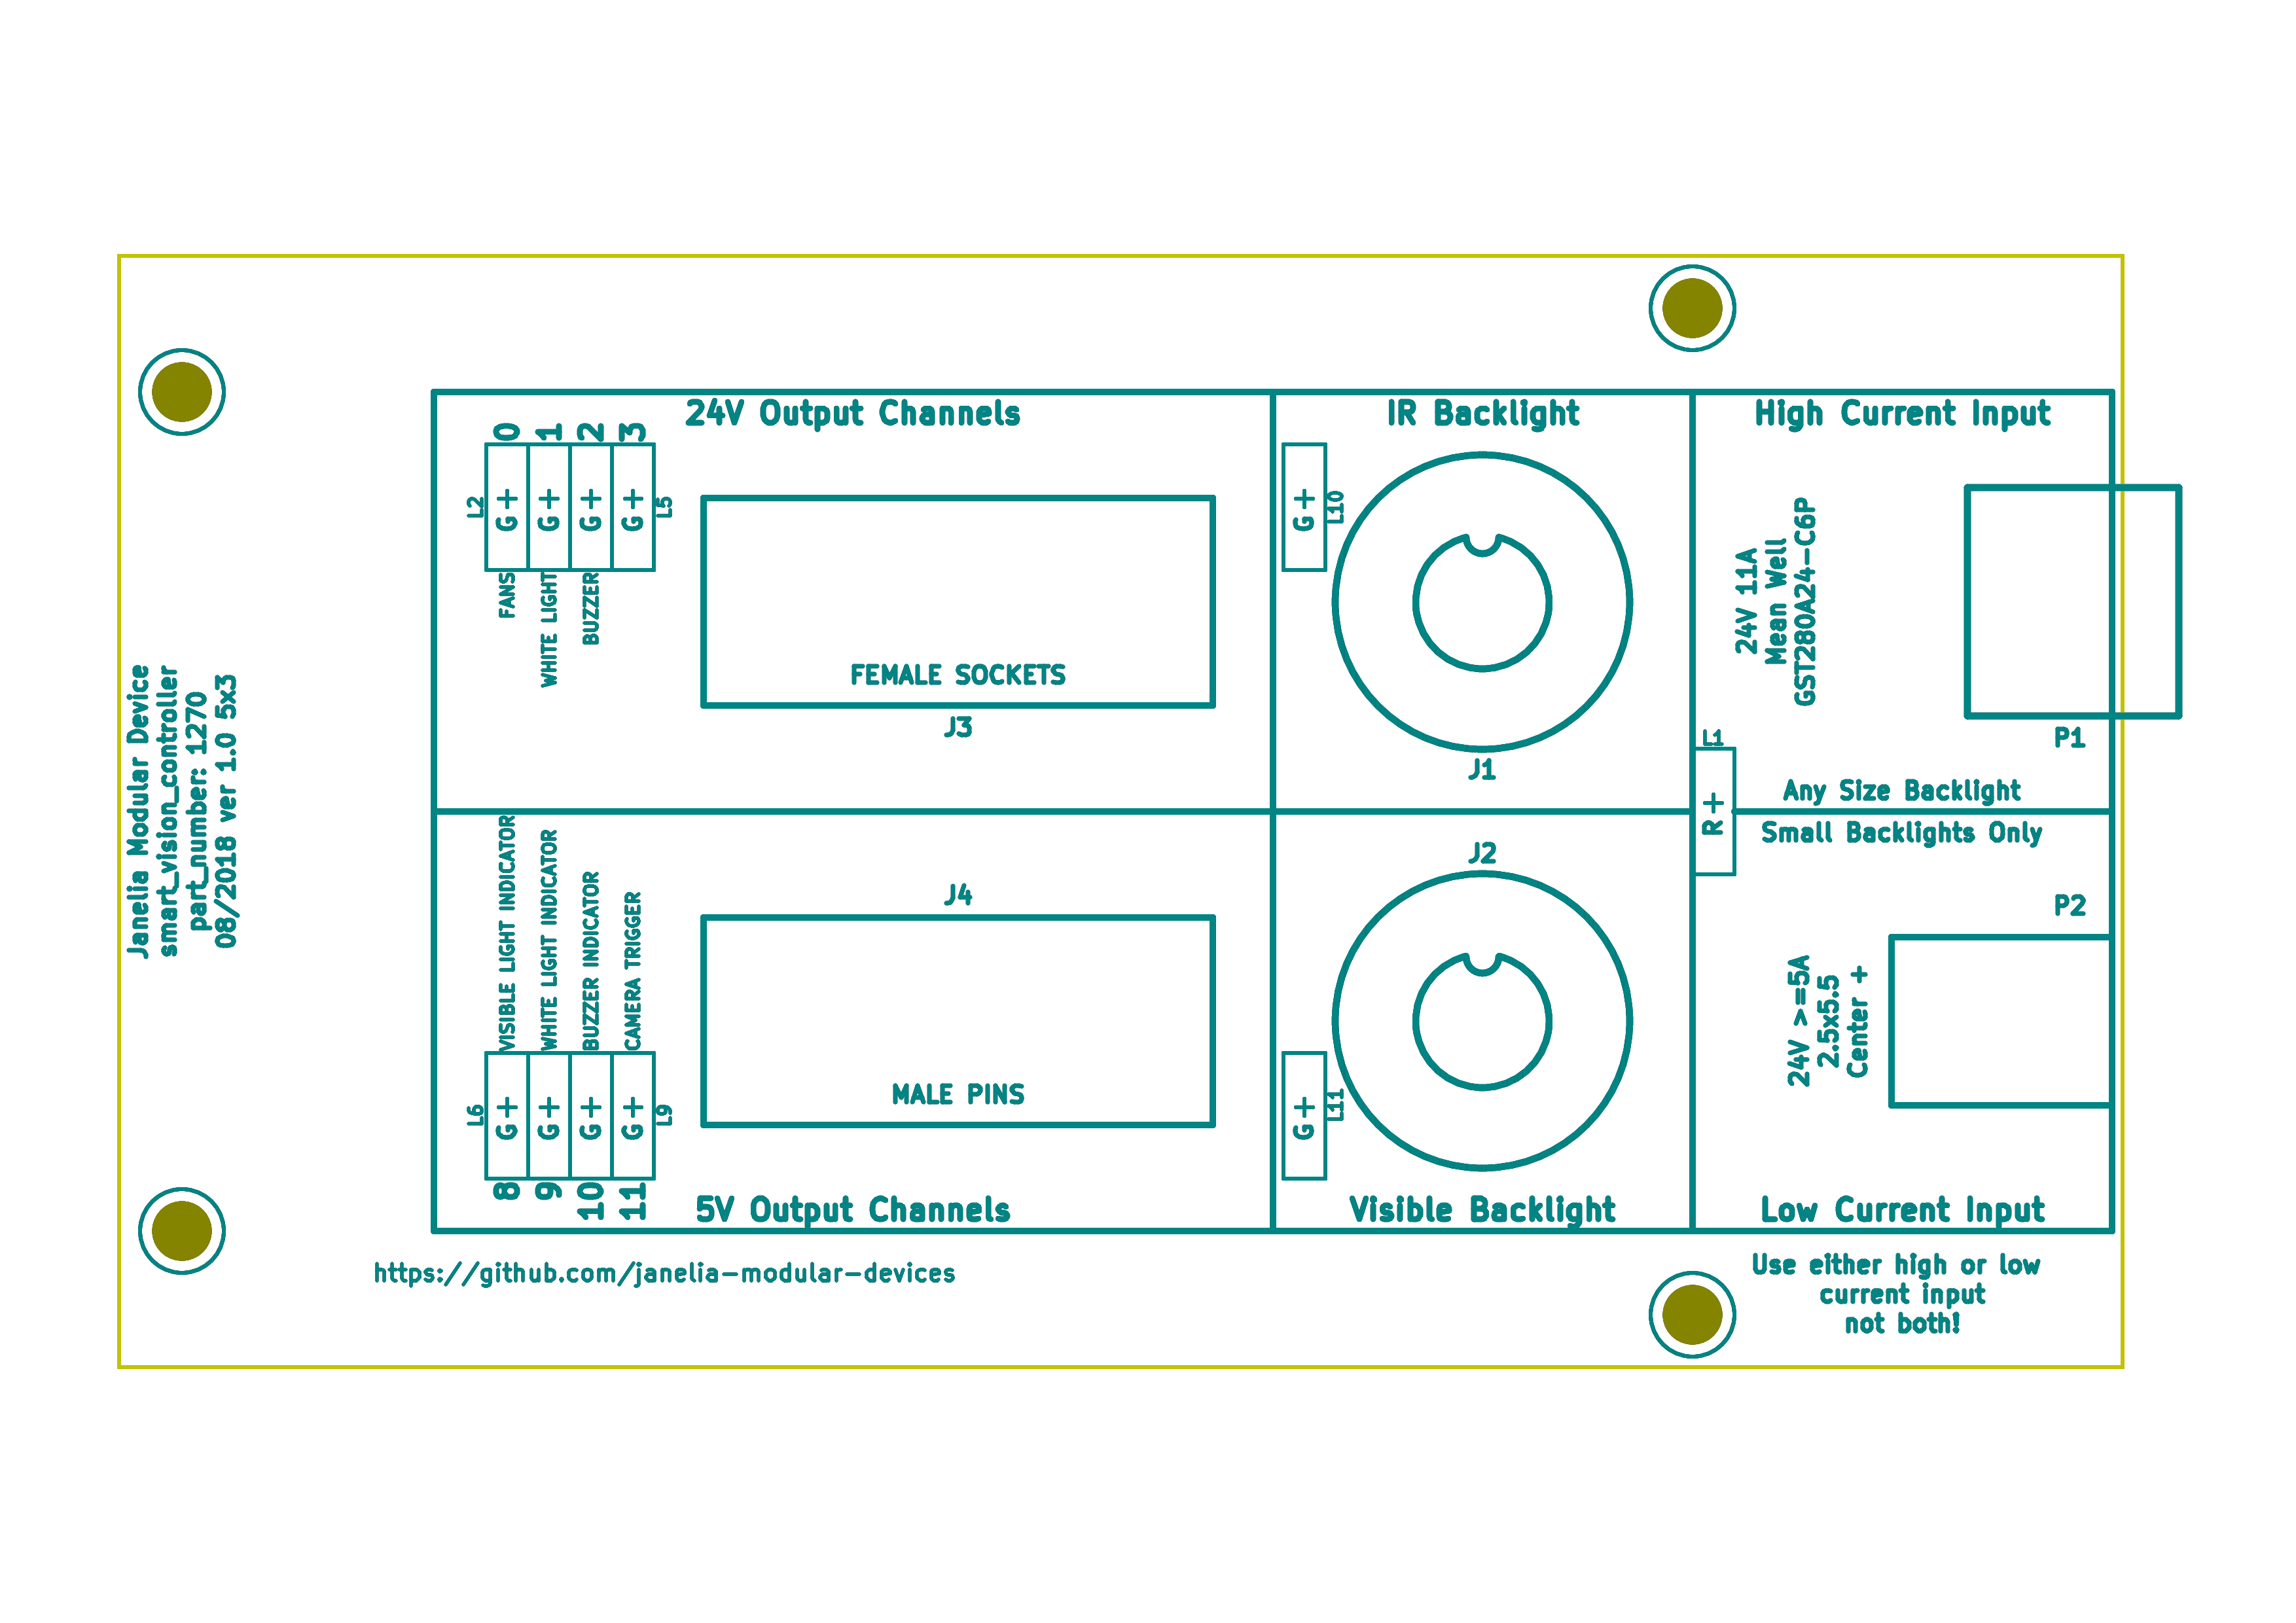 24V Output Channels
IR Backlight
High Current Input
0
1
2
3
L2
G+
G+
G+
G+
L5
G+
L10
FANS
WHITE LIGHT
BUZZER
24V 11A
Mean Well
GST280A24-C6P
FEMALE SOCKETS
J3
J1
P1
L1
R+
Any Size Backlight
Small Backlights Only
Janelia Modular Device
smart_vision_controller
part_number: 1270
08/2018 ver 1.0 5x3
VISIBLE LIGHT INDICATOR
WHITE LIGHT INDICATOR
BUZZER INDICATOR
CAMERA TRIGGER
J4
J2
P2
24V >=5A
2.5x5.5
Center +
MALE PINS
L6
G+
G+
G+
G+
L9
G+
L11
8
9
10
11
5V Output Channels
Visible Backlight
Low Current Input
https://github.com/janelia-modular-devices
Use either high or low
current input
not both!